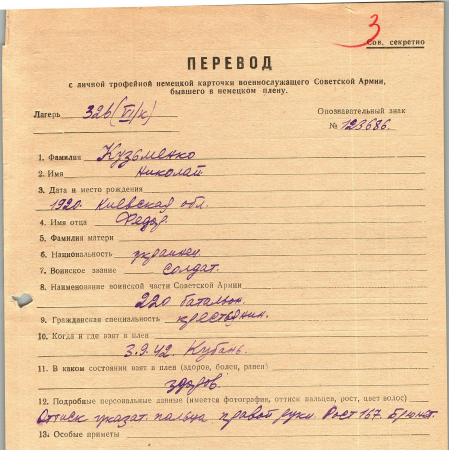 3
Сов. секретно
ПЕРЕВОД
с личной трофейной немецкой карточки военнослужащего Советской Армии,
бывшего в немецком плену.
Лагерь 326 (VI/к) Опознавательный знак
№ 123686.
1. Фамилия Кузьменко
2. Имя Николай
3. Дата и место рождения
1920. Киевская обл.
4. Имя отца Федор.
5. Фамилия матери
6. Национальность украинец.
7. Воинское звание солдат.
8. Наименование воинской части Советской Армии
220 батальон.
9. Гражданская специальность крестьянин.
10. Когда и где взят в плен
3.9.42. Кубань.
11. В каком состоянии взят в плен (здоров, болен, ранен)
здоров.
12. Подробные персональные данные (имеется фотография, оттиск пальцев, рост, цвет волос)
Оттиск указат. пальца правой руки. Рост 167. Брюнет
13. Особые приметы